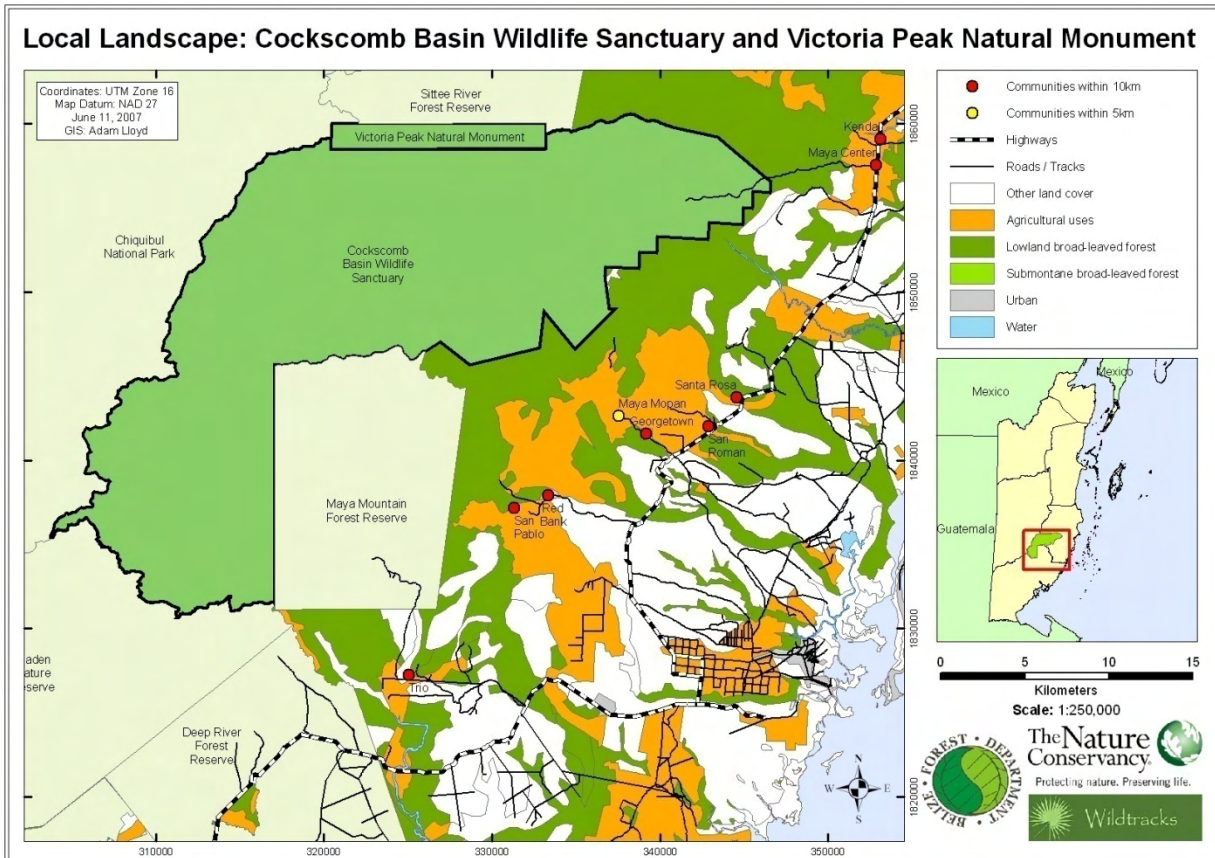 Local Landscape: Cockscomb Basin Wildlife Sanctuary and Victoria Peak Natural Monument
Coordinates: UTM Zone 16
Map Datum: NAD 27
June 11, 2007
GIS: Adam Lloyd
Sittee River
Forest Reserve
Victoria Peak Natural Monument
Kendal
Maya Center
Chiquibul
National Park
Cockscomb
Basin Wildlife
Sanctuary
Santa Rosa
Maya Mopan
Georgetown
San
Roman
Maya Mountain
Forest Reserve
Red
Bank
San
Pablo
aden
ature
serve
Trio
Deep River
Forest
Reserve
1860000
1850000
1840000
1830000
1820000
310000
320000
330000
340000
350000
Communities within 10km
Communities within 5km
Highways
Roads / Tracks
Other land cover
Agricultural uses
Lowland broad-leaved forest
Submontane broad-leaved forest
Urban
Water
Mexico
Mexico
Guatemala
0 5 10 15
Kilometers
Scale: 1:250,000
BELIZE • FOREST • DEPARTMENT
The Nature
Conservancy
Protecting nature. Preserving life.
Wildtracks
N
W E
S